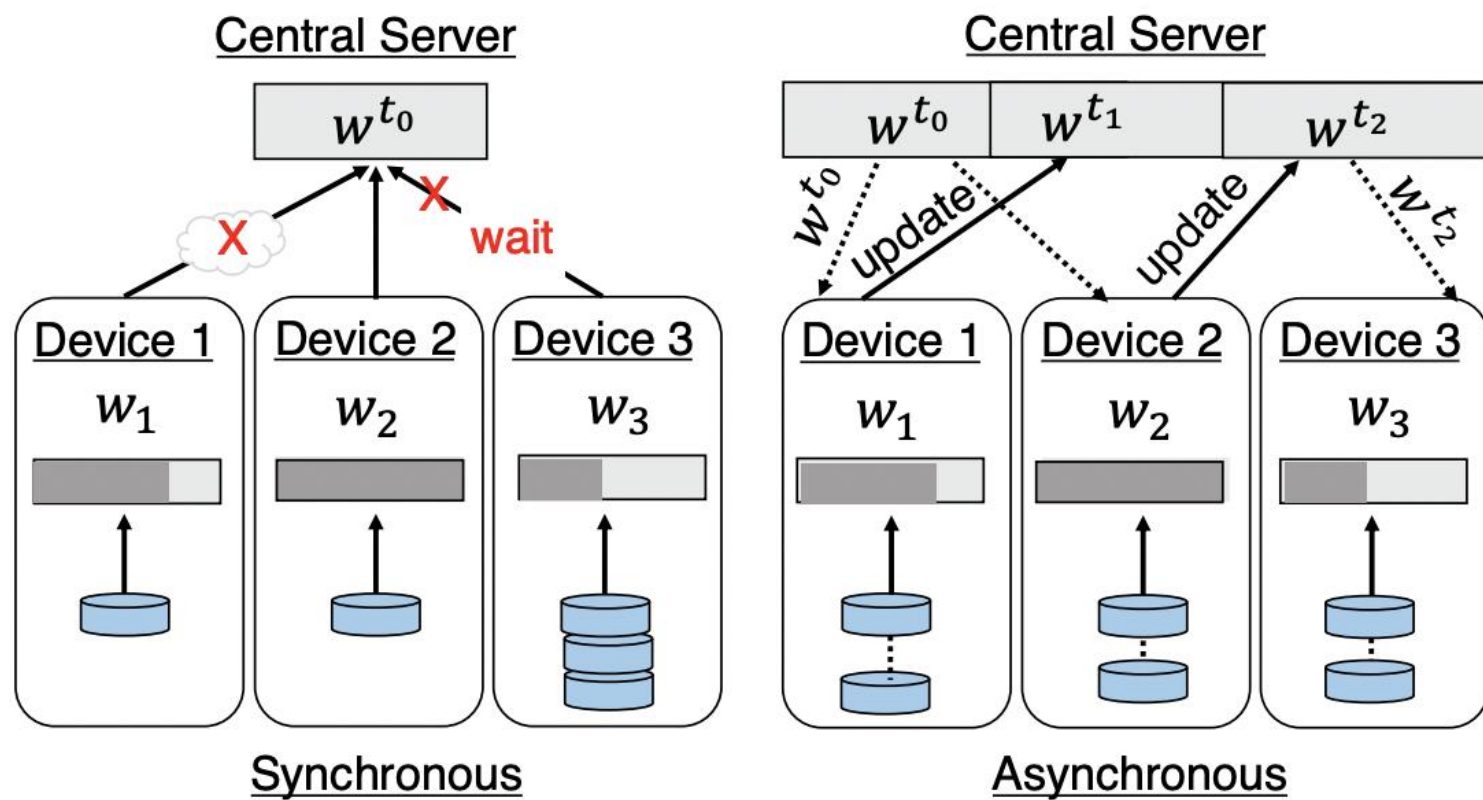 Central Server
w^{t_0}
X
X
wait
Device 1
Device 2
Device 3
w_1
w_2
w_3
Synchronous
Central Server
w^{t_0}
w^{t_1}
w^{t_2}
w^{t_0}
update
update
w^{t_2}
Device 1
Device 2
Device 3
w_1
w_2
w_3
Asynchronous